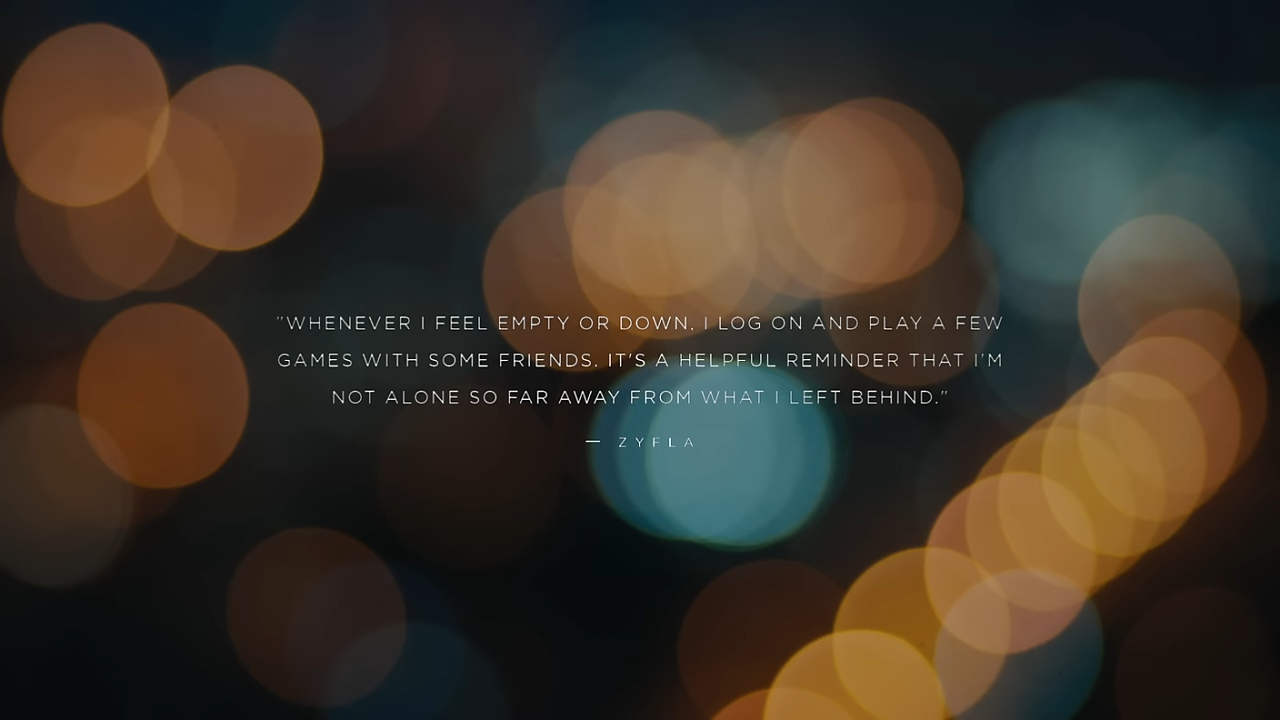 "WHENEVER I FEEL EMPTY OR DOWN, I LOG ON AND PLAY A FEW
GAMES WITH SOME FRIENDS. IT'S A HELPFUL REMINDER THAT I'M
NOT ALONE SO FAR AWAY FROM WHAT I LEFT BEHIND."
— ZYFLA